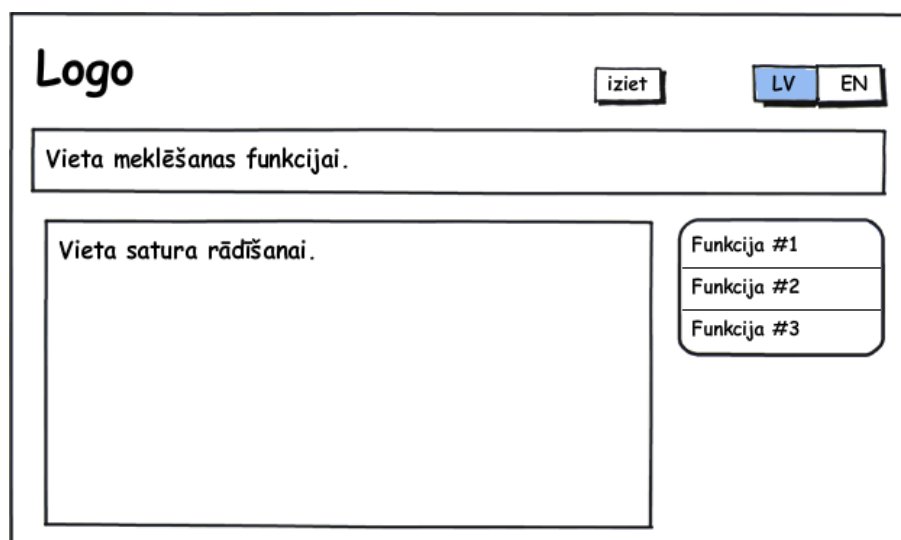 Logo
iziet
LV
EN
Vieta meklēšanas funkcijai.
Vieta satura rādīšanai.
Funkcija #1
Funkcija #2
Funkcija #3